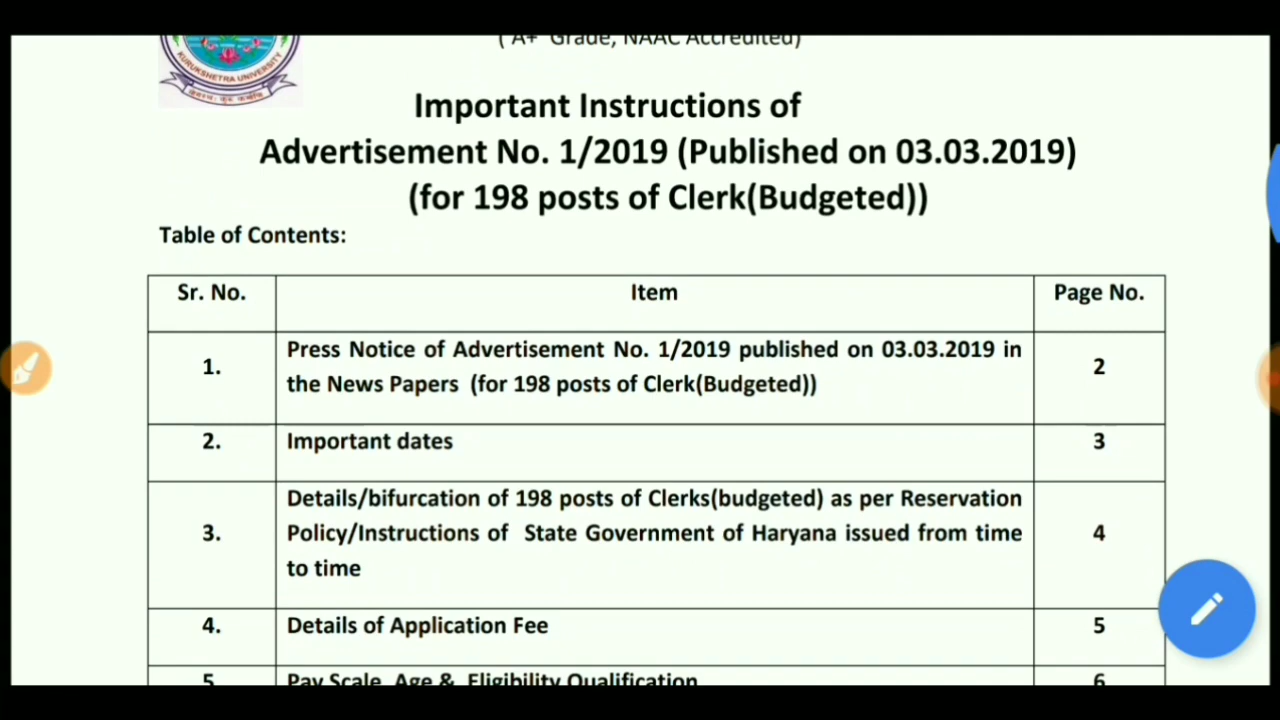 ( A+ Grade, NAAC Accredited)
KURUKSHETRA UNIVERSITY
Important Instructions of
Advertisement No. 1/2019 (Published on 03.03.2019)
(for 198 posts of Clerk(Budgeted))
Table of Contents:
Sr. No. Item Page No.
1. Press Notice of Advertisement No. 1/2019 published on 03.03.2019 in
the News Papers (for 198 posts of Clerk(Budgeted)) 2
2. Important dates 3
Details/bifurcation of 198 posts of Clerks(budgeted) as per Reservation
3. Policy/Instructions of State Government of Haryana issued from time 4
to time
4. Details of Application Fee 5
5. Pay Scale, Age & Eligibility Qualification 6